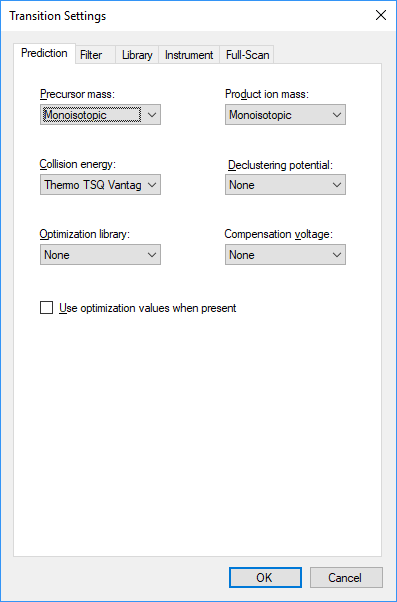 Transition Settings
Prediction Filter Library Instrument Full-Scan
Precursor mass: Product ion mass:
Monoisotopic Monoisotopic
Collision energy: Declustering potential:
Thermo TSQ Vantag None
Optimization library: Compensation voltage:
None None
Use optimization values when present
OK Cancel